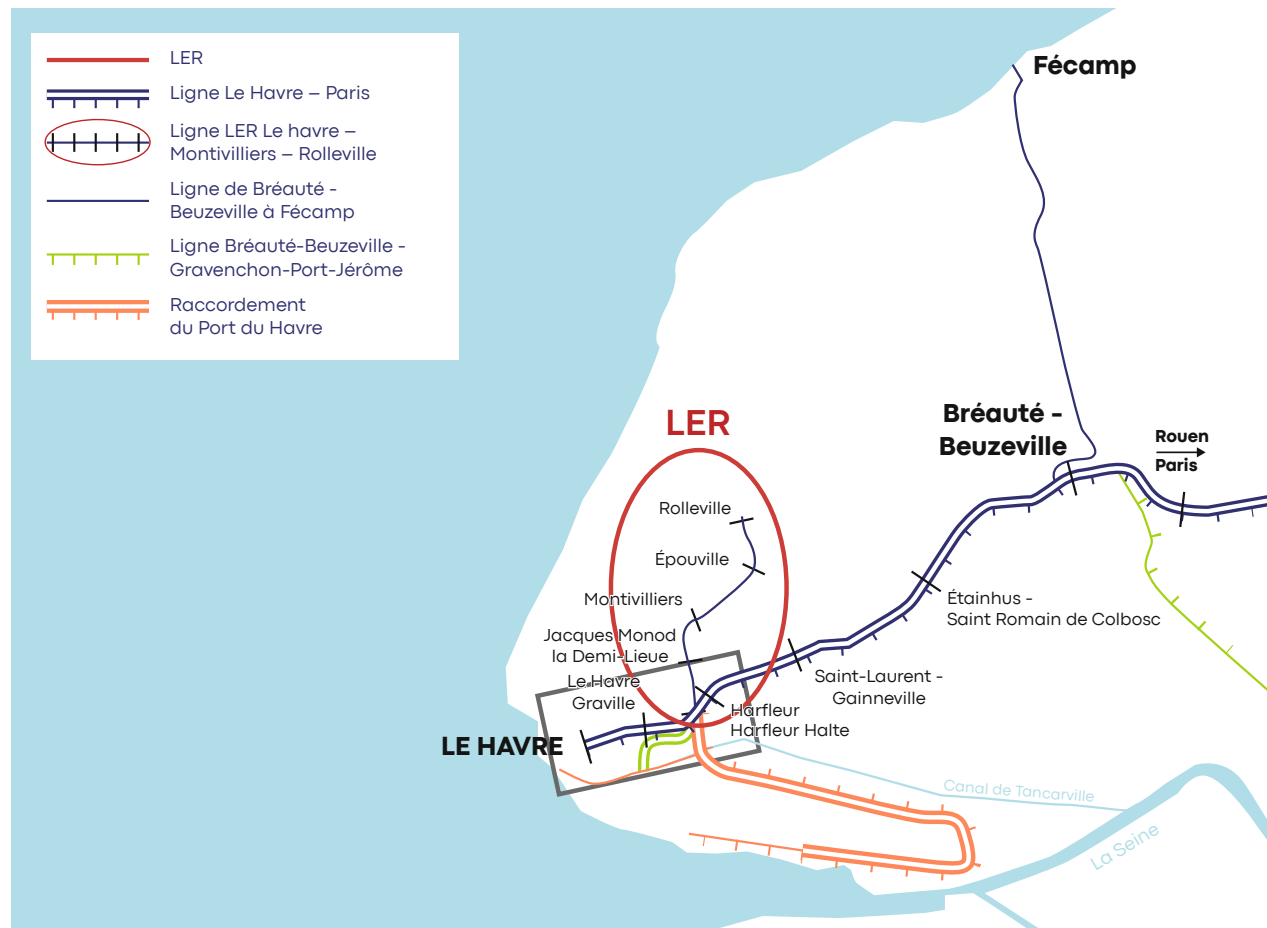 LER
Ligne Le Havre – Paris
Ligne LER Le havre –
Montivilliers – Rolleville
Ligne de Bréauté -
Beuzeville à Fécamp
Ligne Bréauté-Beuzeville -
Gravenchon-Port-Jérôme
Raccordement
du Port du Havre
Fécamp
Bréauté -
Beuzeville
Rouen
Paris
LER
Rolleville
Épouville
Montivilliers
Jacques Monod
la Demi-Lieue
Le Havre
Graville
LE HAVRE
Harfleur
Harfleur Halte
Saint-Laurent -
Gainneville
Étainhus -
Saint Romain de Colbosc
Canal de Tancarville
La Seine